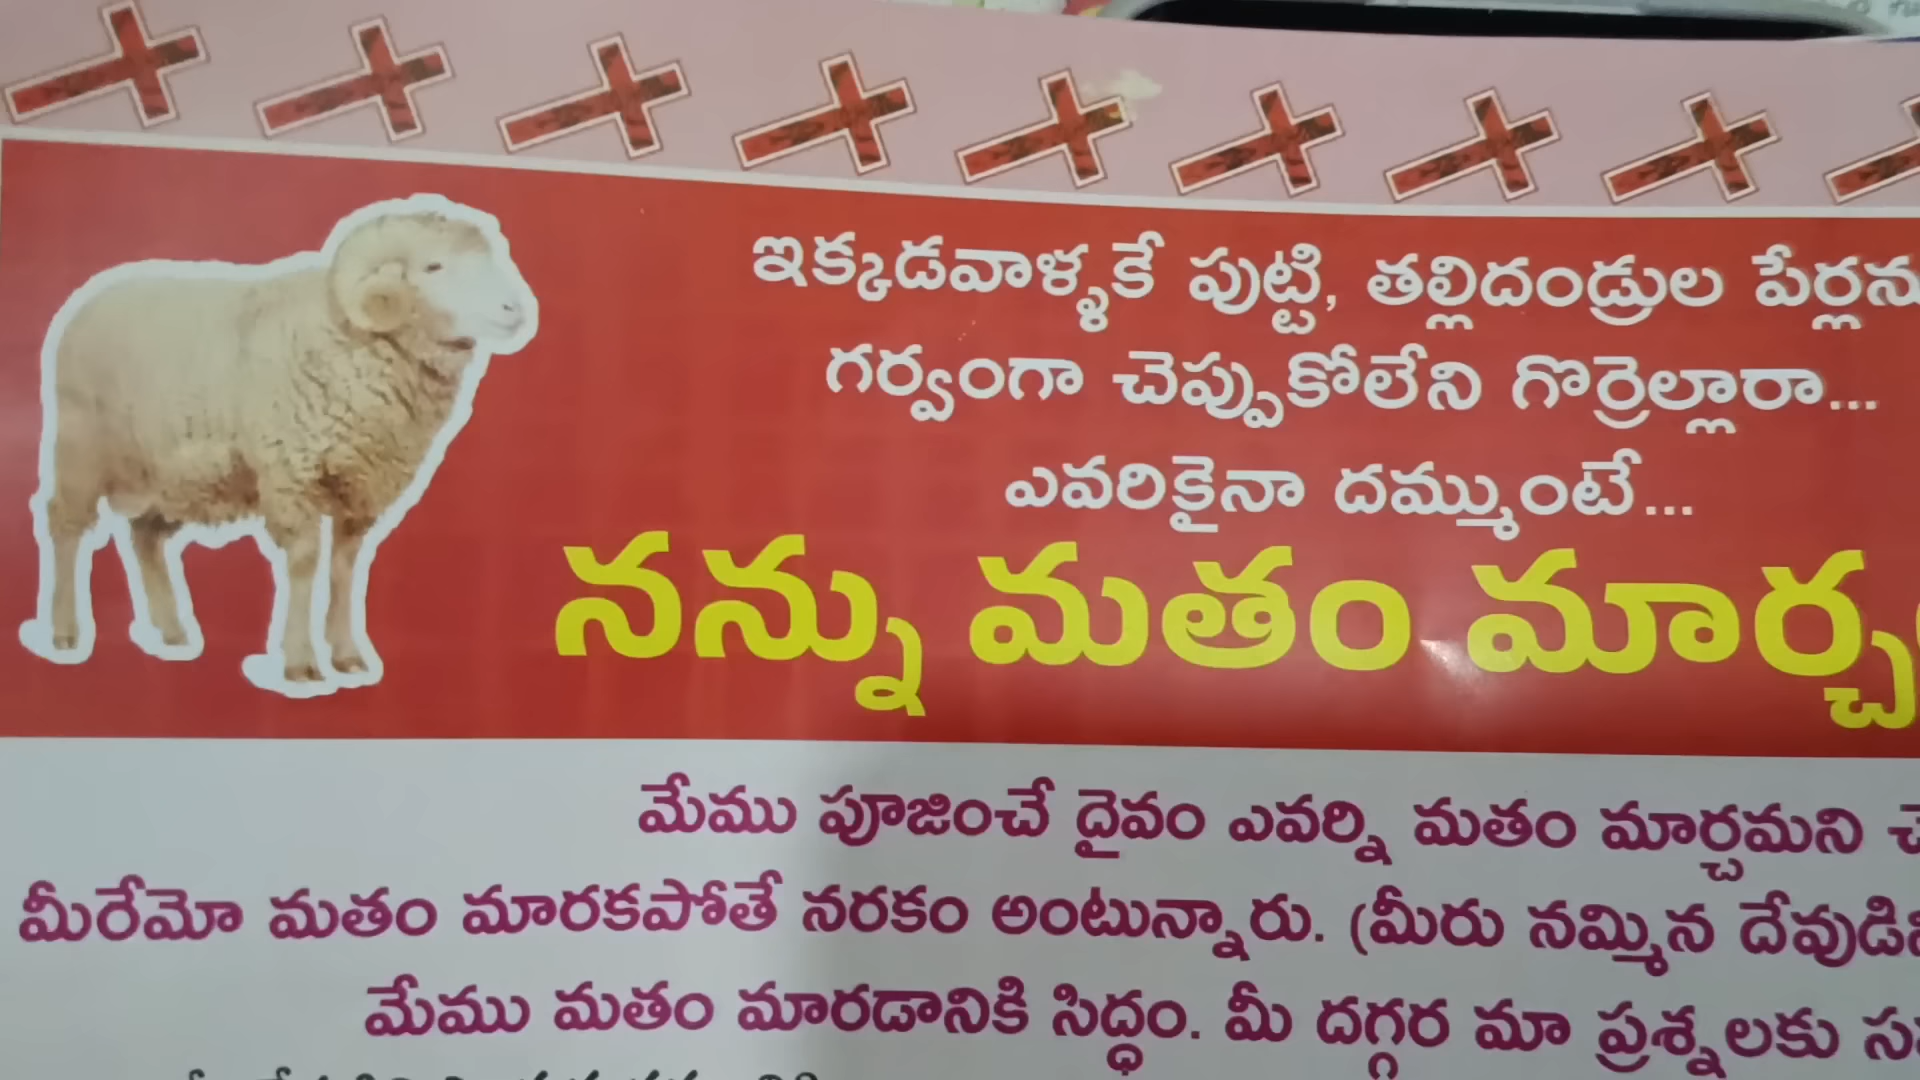 ఇక్కడవాళ్ళకే పుట్టి, తల్లిదండ్రుల పేర్లను
గర్వంగా చెప్పుకోలేని గొర్రెల్లారా...
ఎవరికైనా దమ్ముంటే...
నన్ను మతం
మేము పూజించే దైవం ఎవర్ని మతం మార్చమని
మీరేమో మతం మారకపోతే నరకం అంటున్నారు. (మీరు నమ్మిన
మేము మతం మారడానికి సిద్ధం. మీ దగ్గర మా ప్రశ్నలకు